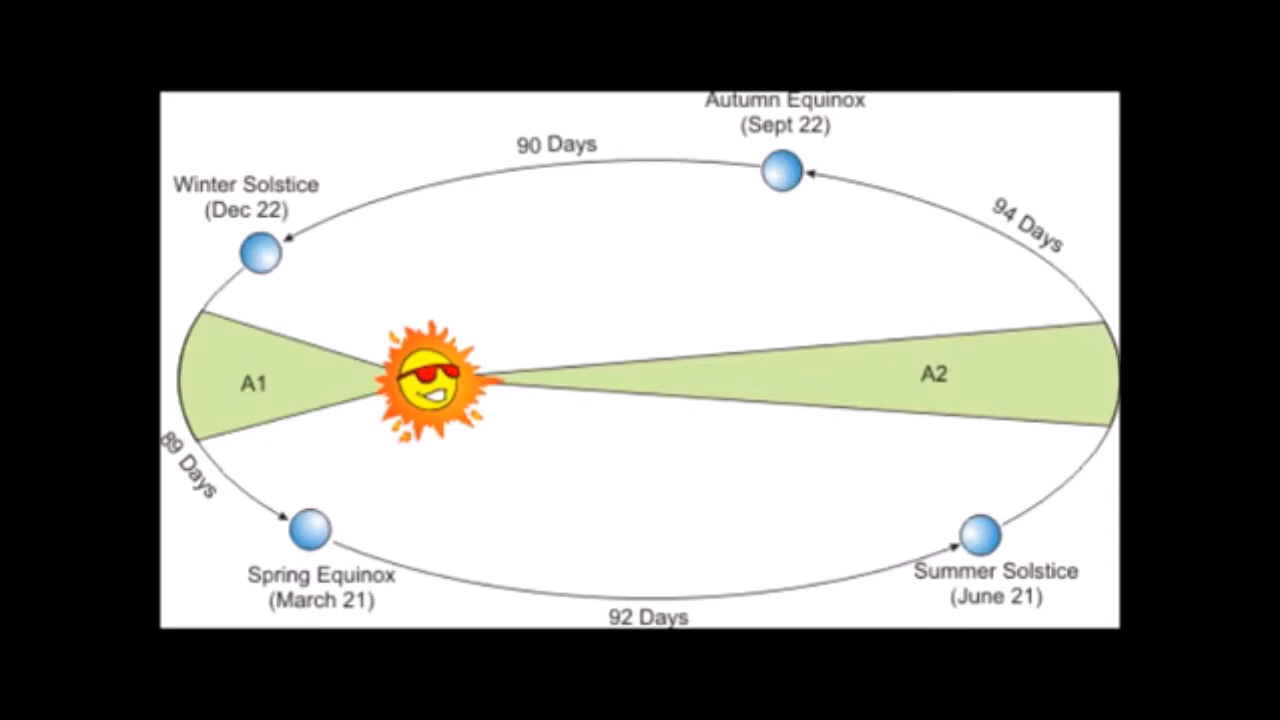 Autumn Equinox
(Sept 22)
90 Days
Winter Solstice
(Dec 22)
94 Days
A1
A2
89 Days
Spring Equinox
(March 21)
Summer Solstice
(June 21)
92 Days